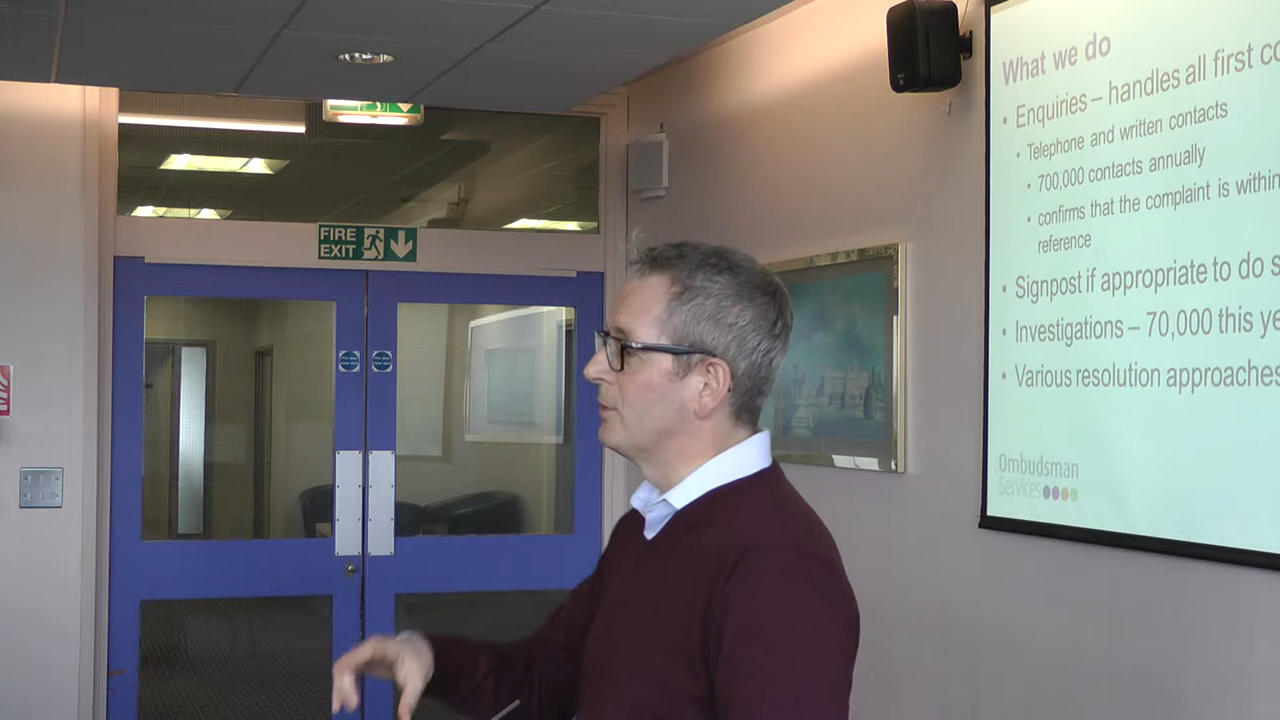 FIRE
EXIT
What we do
• Enquiries – handles all first co
• Telephone and written contacts
• 700,000 contacts annually
• confirms that the complaint is within
reference
• Signpost if appropriate to do s
• Investigations – 70,000 this ye
• Various resolution approaches
Ombudsman
Services